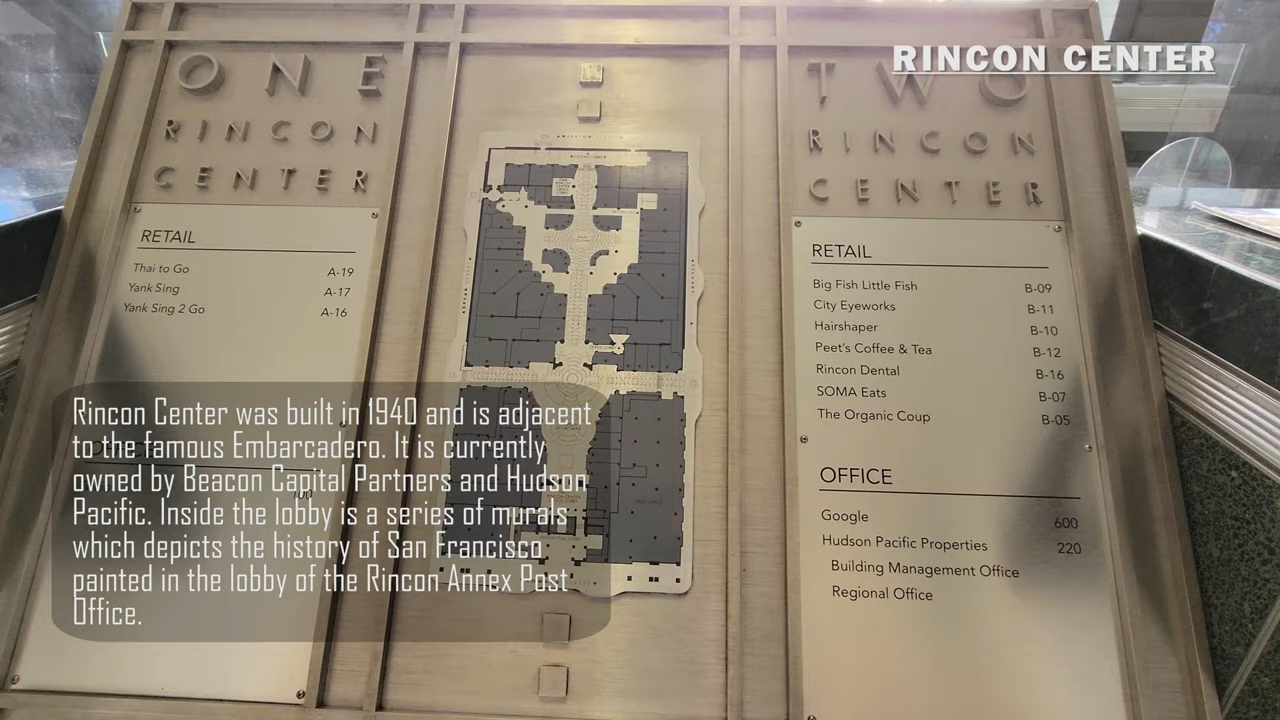 RINCON CENTER
ONE
RINCON
CENTER
RETAIL
Thai to Go A-19
Yank Sing A-17
Yank Sing 2 Go A-16
100
TWO
RINCON
CENTER
RETAIL
Big Fish Little Fish B-09
City Eyeworks B-11
Hairshaper B-10
Peet's Coffee & Tea B-12
Rincon Dental B-16
SOMA Eats B-07
The Organic Coup B-05
OFFICE
Google 600
Hudson Pacific Properties 220
Building Management Office
Regional Office
Rincon Center was built in 1940 and is adjacent
to the famous Embarcadero. It is currently
owned by Beacon Capital Partners and Hudson
Pacific. Inside the lobby is a series of murals
which depicts the history of San Francisco
painted in the lobby of the Rincon Annex Post
Office.